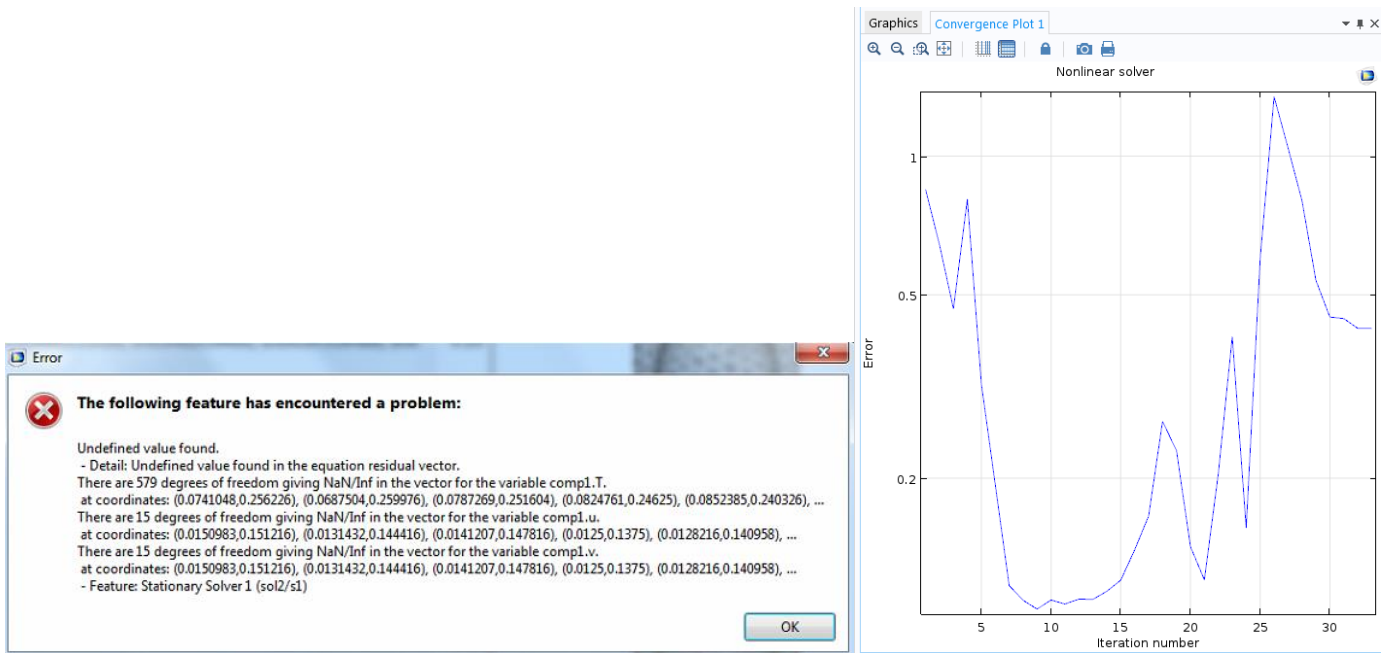 Error
The following feature has encountered a problem:
Undefined value found.
- Detail: Undefined value found in the equation residual vector.
There are 579 degrees of freedom giving NaN/Inf in the vector for the variable comp1.T.
at coordinates: (0.0741048,0.256226), (0.0687504,0.259976), (0.0787269,0.251604), (0.0824761,0.24625), (0.0852385,0.240326), ...
There are 15 degrees of freedom giving NaN/Inf in the vector for the variable comp1.u.
at coordinates: (0.0150983,0.151216), (0.0131432,0.144416), (0.0141207,0.147816), (0.0125,0.1375), (0.0128216,0.140958), ...
There are 15 degrees of freedom giving NaN/Inf in the vector for the variable comp1.v.
at coordinates: (0.0150983,0.151216), (0.0131432,0.144416), (0.0141207,0.147816), (0.0125,0.1375), (0.0128216,0.140958), ...
- Feature: Stationary Solver 1 (sol2/s1)
OK
Graphics Convergence Plot 1
Nonlinear solver
1
0.5
0.2
Error
5 10 15 20 25 30
Iteration number